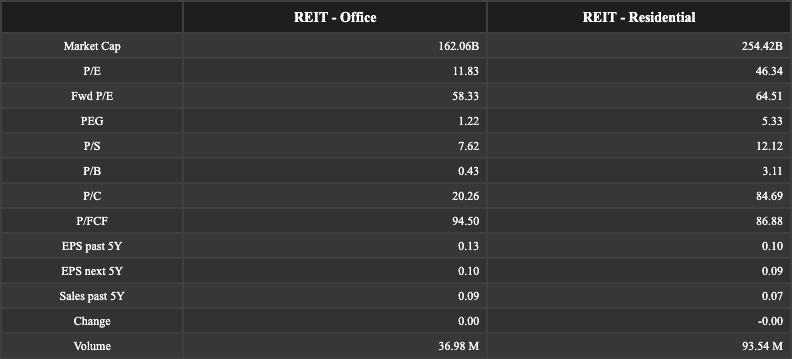 REIT - Office REIT - Residential
Market Cap 162.06B 254.42B
P/E 11.83 46.34
Fwd P/E 58.33 64.51
PEG 1.22 5.33
P/S 7.62 12.12
P/B 0.43 3.11
P/C 20.26 84.69
P/FCF 94.50 86.88
EPS past 5Y 0.13 0.10
EPS next 5Y 0.10 0.09
Sales past 5Y 0.09 0.07
Change 0.00 -0.00
Volume 36.98 M 93.54 M